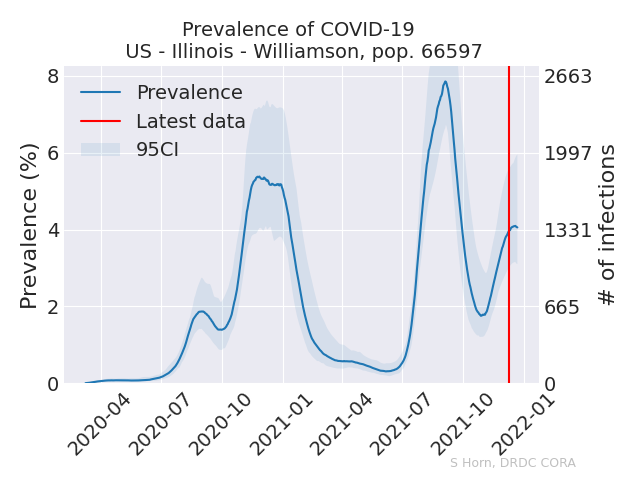 Prevalence of COVID-19
US - Illinois - Williamson, pop. 66597
Prevalence
Latest data
95CI
Prevalence (%)
8
6
4
2
0
# of infections
2663
1997
1331
665
0
2020-04
2020-07
2020-10
2021-01
2021-04
2021-07
2021-10
2022-01
S Horn, DRDC CORA